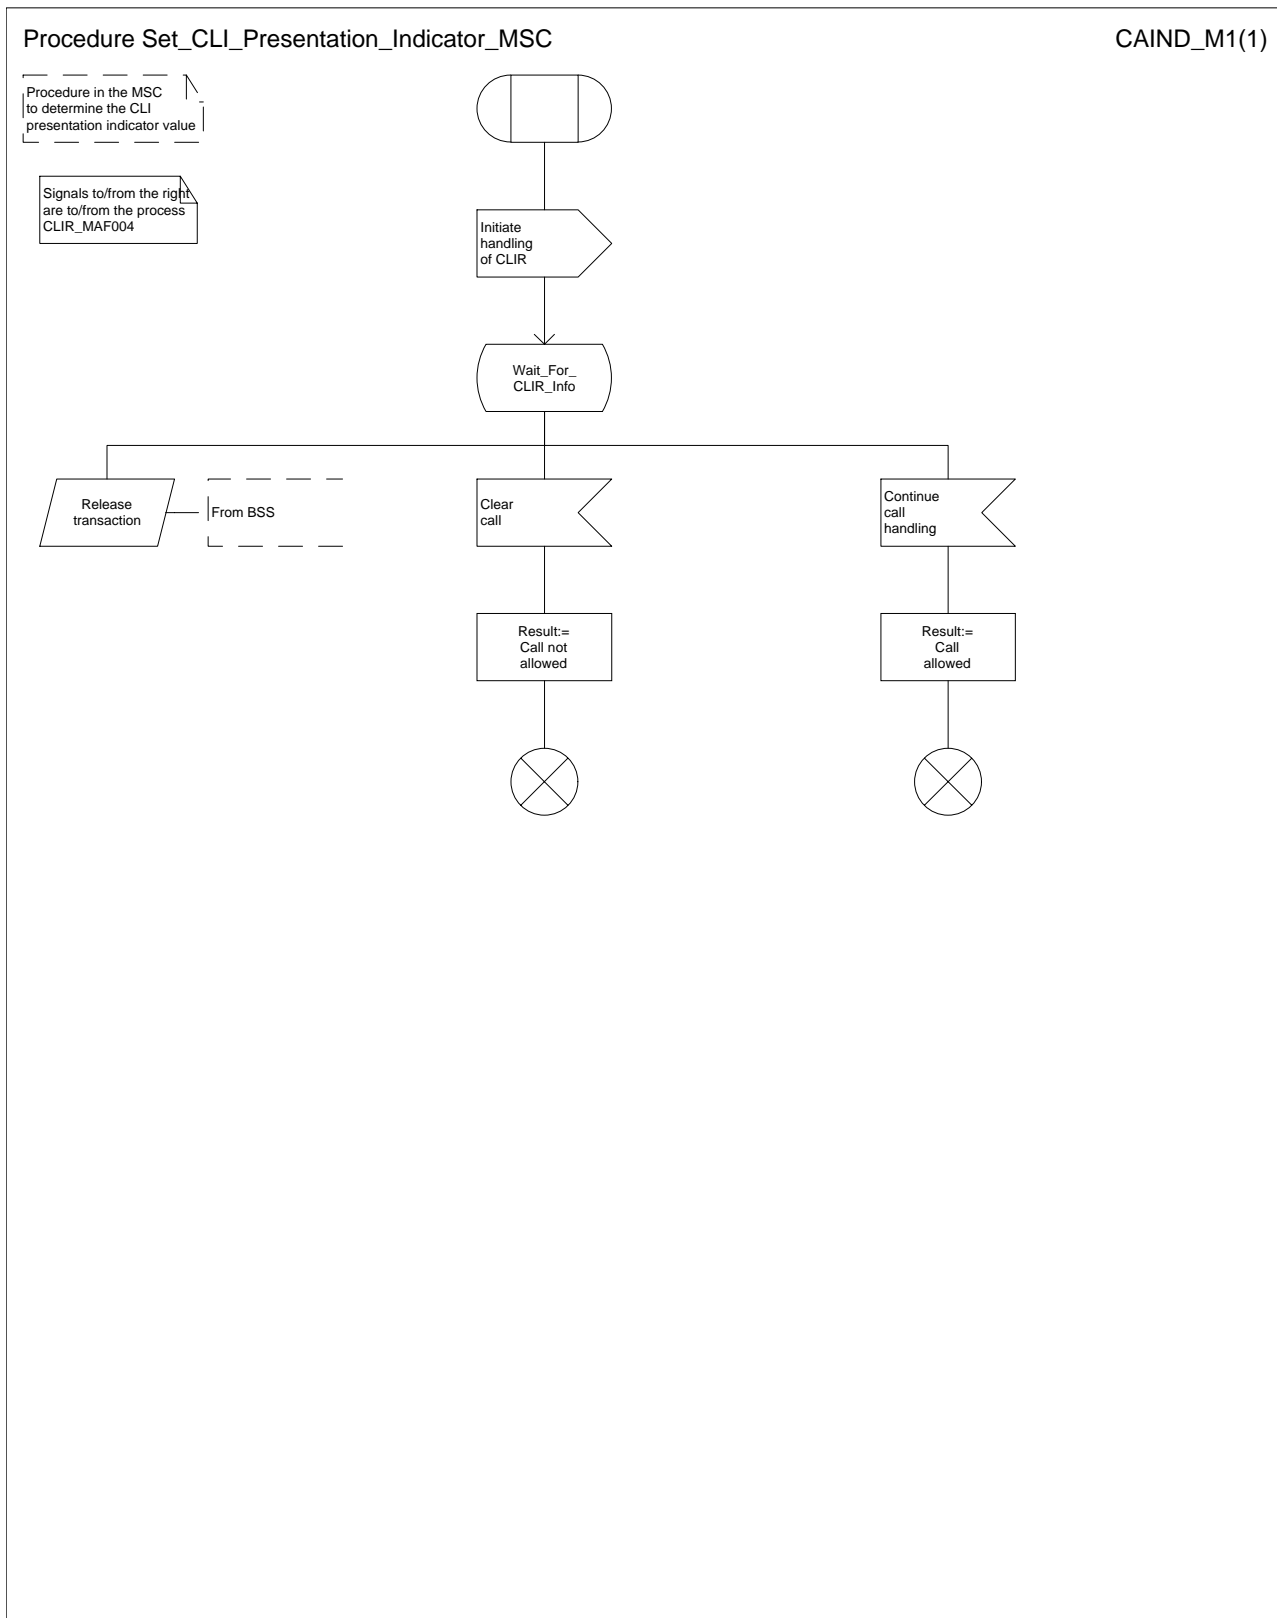 Procedure Set_CLI_Presentation_Indicator_MSC
CAIND_M1(1)
Procedure in the MSC
to determine the CLI
presentation indicator value
Signals to/from the right
are to/from the process
CLIR_MAF004
Initiate
handling
of CLIR
Wait_For_
CLIR_Info
Release
transaction
From BSS
Clear
call
Continue
call
handling
Result:=
Call not
allowed
Result:=
Call
allowed